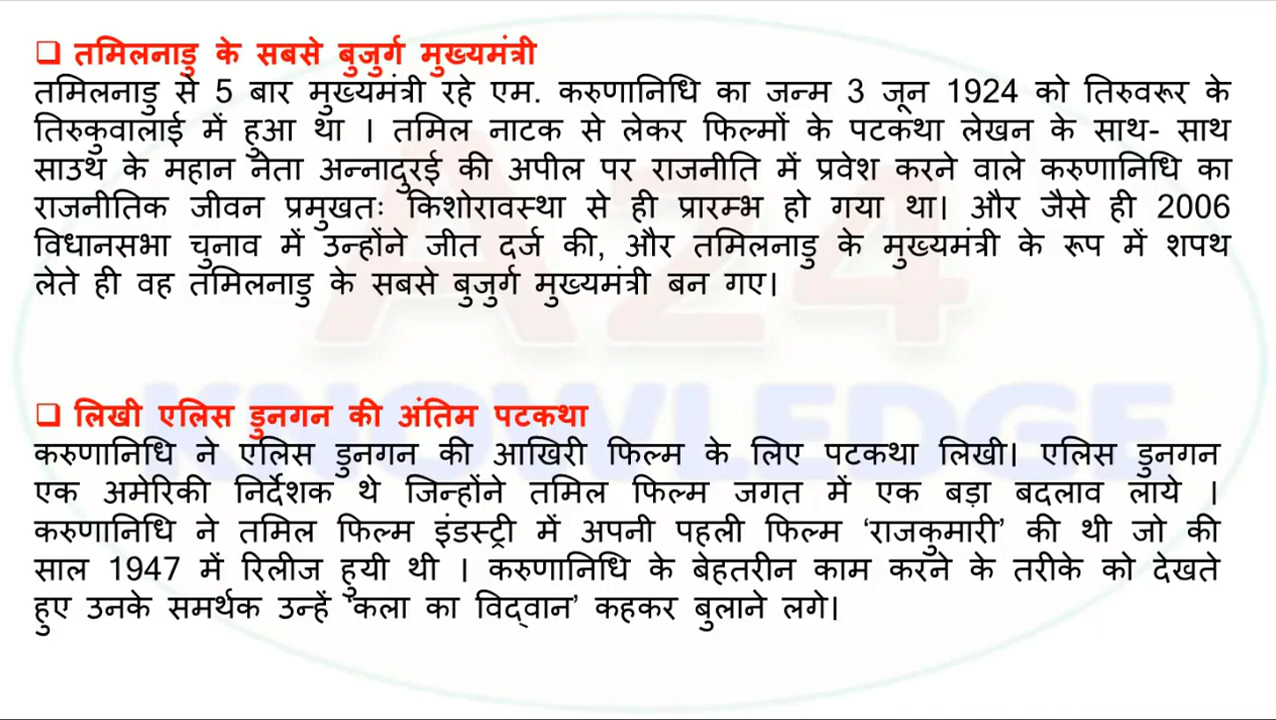 ❑ तमिलनाडु के सबसे बुजुर्ग मुख्यमंत्री
तमिलनाडु से 5 बार मुख्यमंत्री रहे एम. करुणानिधि का जन्म 3 जून 1924 को तिरुवरूर के
तिरुकुवालाई में हुआ था । तमिल नाटक से लेकर फिल्मों के पटकथा लेखन के साथ- साथ
साउथ के महान नेता अन्नादुरई की अपील पर राजनीति में प्रवेश करने वाले करुणानिधि का
राजनीतिक जीवन प्रमुखतः किशोरावस्था से ही प्रारम्भ हो गया था। और जैसे ही 2006
विधानसभा चुनाव में उन्होंने जीत दर्ज की, और तमिलनाडु के मुख्यमंत्री के रूप में शपथ
लेते ही वह तमिलनाडु के सबसे बुजुर्ग मुख्यमंत्री बन गए।
A24
KNOWLEDGE
❑ लिखी एलिस डुनगन की अंतिम पटकथा
करुणानिधि ने एलिस डुनगन की आखिरी फिल्म के लिए पटकथा लिखी। एलिस डुनगन
एक अमेरिकी निर्देशक थे जिन्होंने तमिल फिल्म जगत में एक बड़ा बदलाव लाये ।
करुणानिधि ने तमिल फिल्म इंडस्ट्री में अपनी पहली फिल्म ‘राजकुमारी’ की थी जो की
साल 1947 में रिलीज हुयी थी । करुणानिधि के बेहतरीन काम करने के तरीके को देखते
हुए उनके समर्थक उन्हें ‘कला का विद्वान’ कहकर बुलाने लगे।